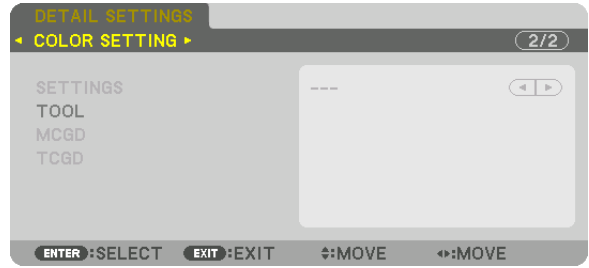 DETAIL SETTINGS
◂ COLOR SETTING ▸ 2/2
SETTINGS --- ◂ ▸
TOOL
MCGD
TCGD
ENTER:SELECT EXIT:EXIT ⬍:MOVE ⬌:MOVE